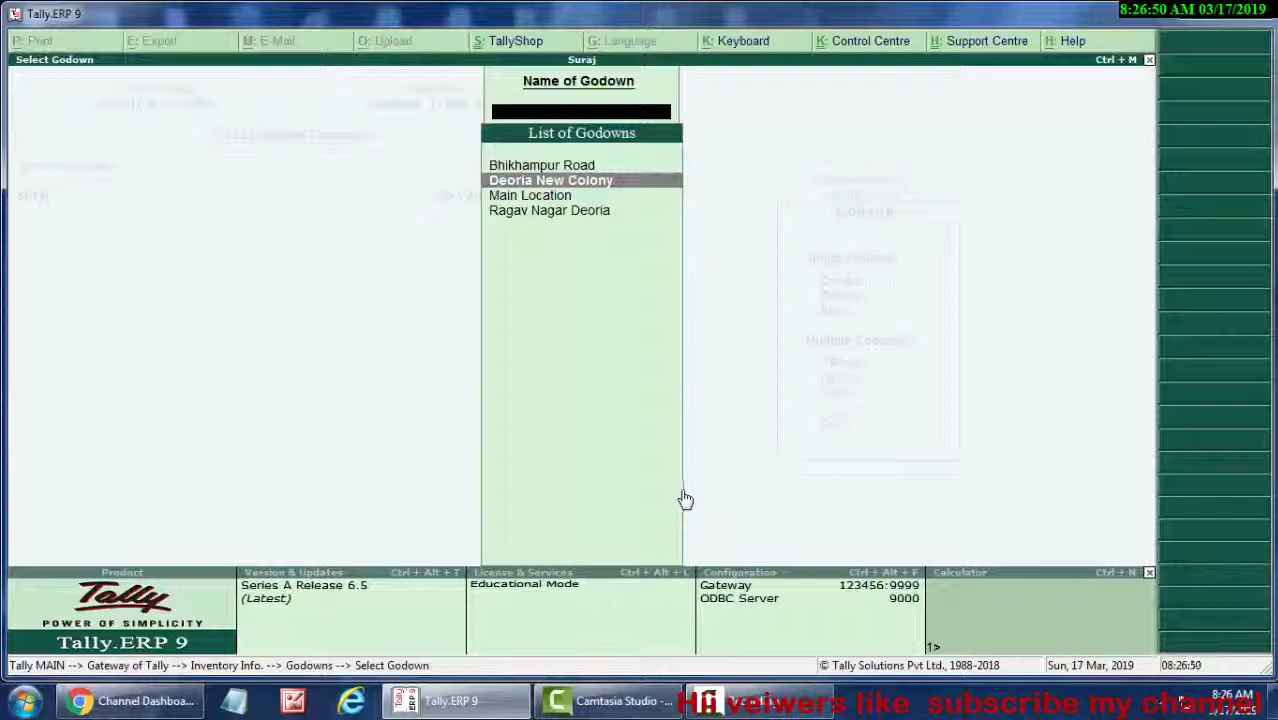 Tally.ERP 9
8:26:50 AM 03/17/2019
P: Print
E: Export
M: E-Mail
O: Upload
S: TallyShop
G: Language
K: Keyboard
K: Control Centre
H: Support Centre
H: Help
Select Godown
Suraj
Ctrl + M
Name of Godown
List of Godowns
Bhikhampur Road
Deoria New Colony
Main Location
Ragav Nagar Deoria
Product
Tally
POWER OF SIMPLICITY
Tally.ERP 9
Version & Updates Ctrl + Alt + T
Series A Release 6.5
(Latest)
License & Services Ctrl + Alt + L
Educational Mode
Configuration Ctrl + Alt + F
Gateway 123456:9999
ODBC Server 9000
Calculator Ctrl + N
1>
Tally MAIN --> Gateway of Tally --> Inventory Info. --> Godowns --> Select Godown
© Tally Solutions Pvt Ltd., 1988-2018
Sun, 17 Mar, 2019
08:26:50
Channel Dashboa...
Tally.ERP 9
Camtasia Studio -...
8:26 AM
Hii veiwers like subscribe my channel